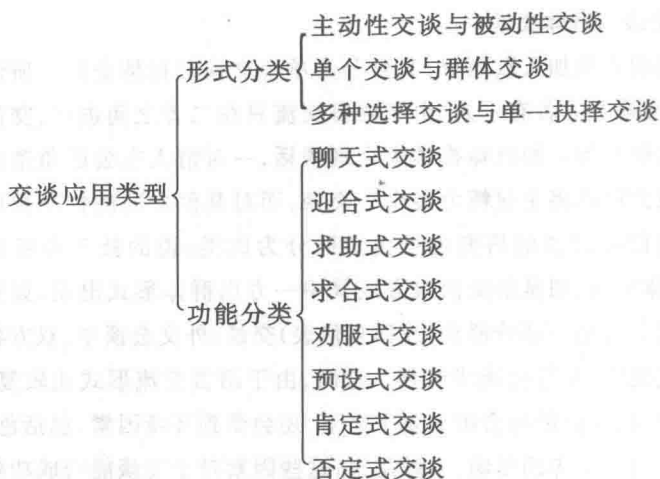 主动性交谈与被动性交谈
形式分类
单个交谈与群体交谈
多种选择交谈与单一抉择交谈
聊天式交谈
交谈应用类型
迎合式交谈
求助式交谈
求合式交谈
功能分类
劝服式交谈
预设式交谈
肯定式交谈
否定式交谈